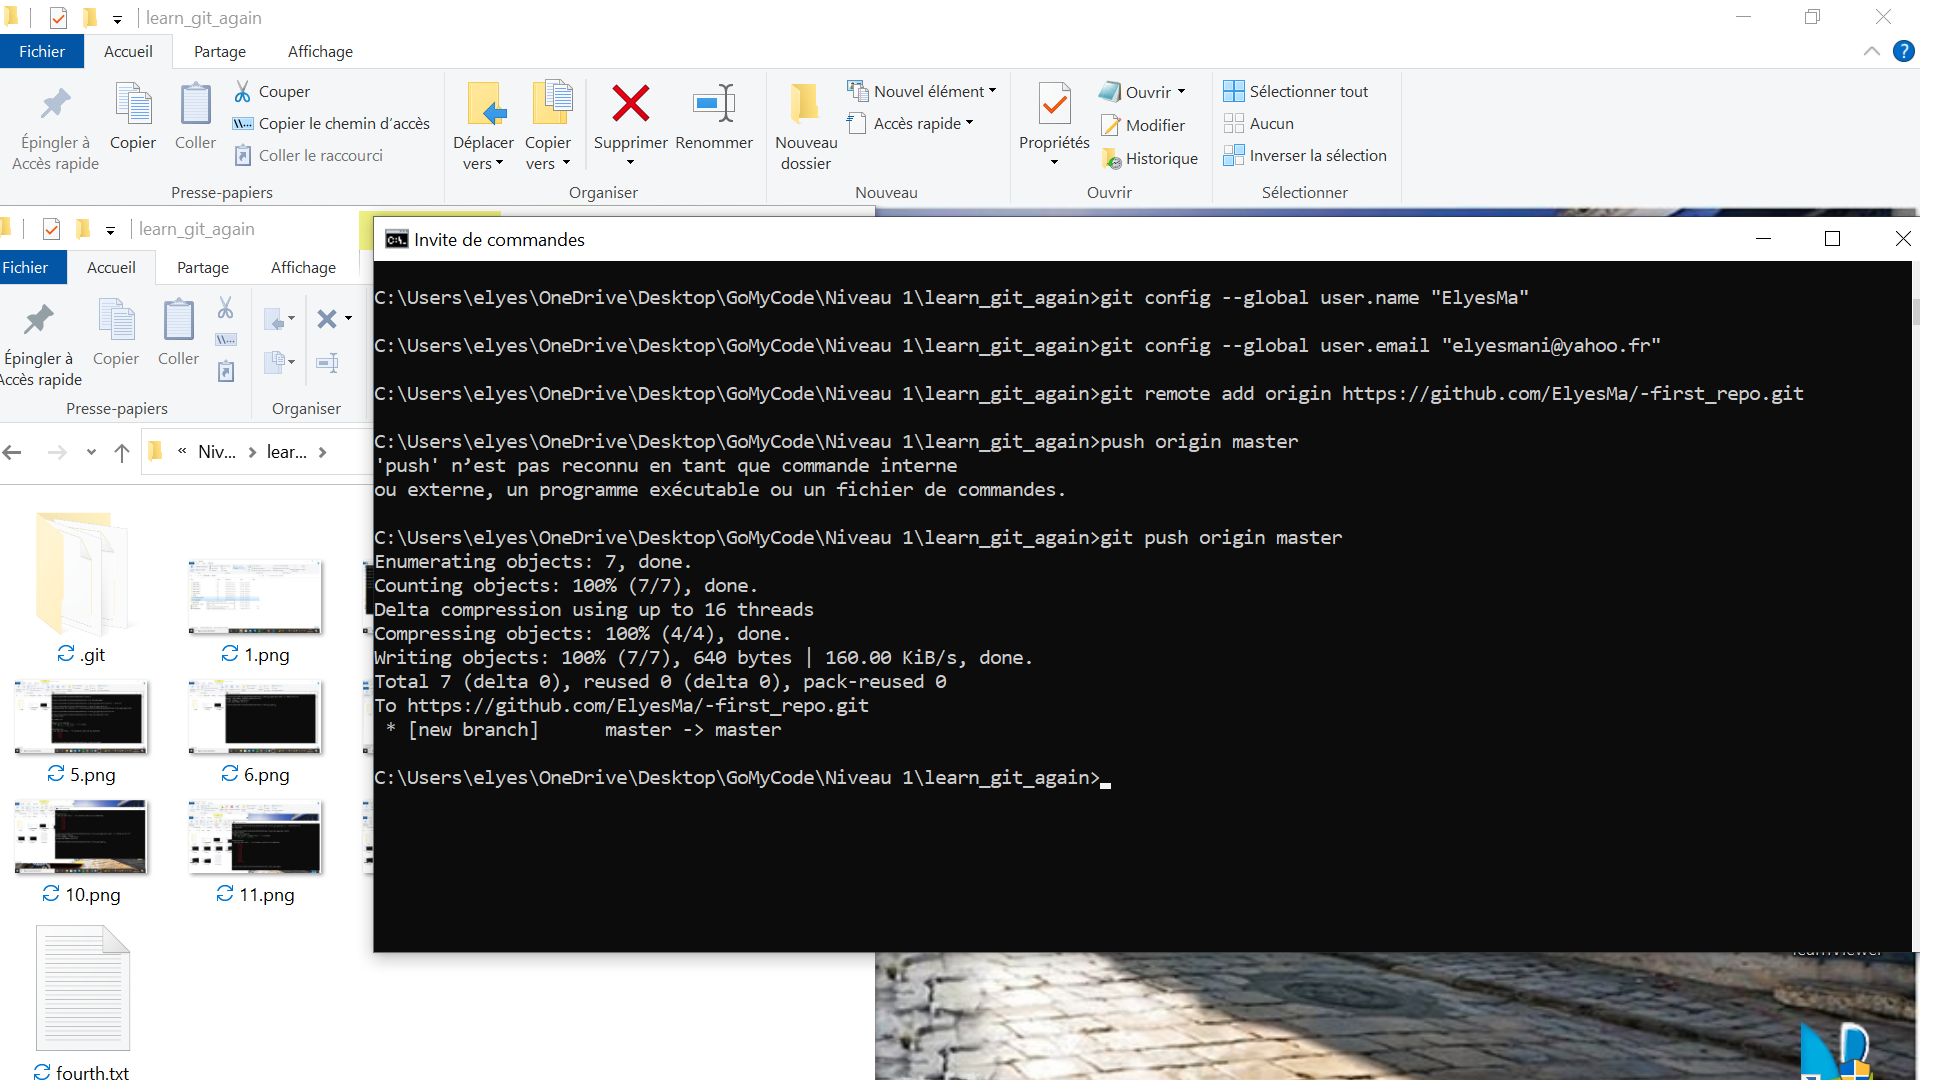 learn_git_again
Fichier
Accueil
Partage
Affichage
Épingler à
Accès rapide
Copier
Coller
Couper
Copier le chemin d'accès
Coller le raccourci
Presse-papiers
Déplacer
vers
Copier
vers
Supprimer
Renommer
Organiser
Nouveau
dossier
Nouvel élément
Accès rapide
Nouveau
Propriétés
Ouvrir
Modifier
Historique
Ouvrir
Sélectionner tout
Aucun
Inverser la sélection
Sélectionner
learn_git_again
Fichier
Accueil
Partage
Affichage
Épingler à
Accès rapide
Copier
Coller
Presse-papiers
Organiser
« Niv... > learn... >
.git
1.png
5.png
6.png
10.png
11.png
fourth.txt
Invite de commandes
C:\Users\elyes\OneDrive\Desktop\GoMyCode\Niveau 1\learn_git_again>git config --global user.name "ElyesMa"
C:\Users\elyes\OneDrive\Desktop\GoMyCode\Niveau 1\learn_git_again>git config --global user.email "elyesmani@yahoo.fr"
C:\Users\elyes\OneDrive\Desktop\GoMyCode\Niveau 1\learn_git_again>git remote add origin https://github.com/ElyesMa/-first_repo.git
C:\Users\elyes\OneDrive\Desktop\GoMyCode\Niveau 1\learn_git_again>push origin master
'push' n’est pas reconnu en tant que commande interne
ou externe, un programme exécutable ou un fichier de commandes.
C:\Users\elyes\OneDrive\Desktop\GoMyCode\Niveau 1\learn_git_again>git push origin master
Enumerating objects: 7, done.
Counting objects: 100% (7/7), done.
Delta compression using up to 16 threads
Compressing objects: 100% (4/4), done.
Writing objects: 100% (7/7), 640 bytes | 160.00 KiB/s, done.
Total 7 (delta 0), reused 0 (delta 0), pack-reused 0
To https://github.com/ElyesMa/-first_repo.git
 * [new branch]      master -> master
C:\Users\elyes\OneDrive\Desktop\GoMyCode\Niveau 1\learn_git_again>